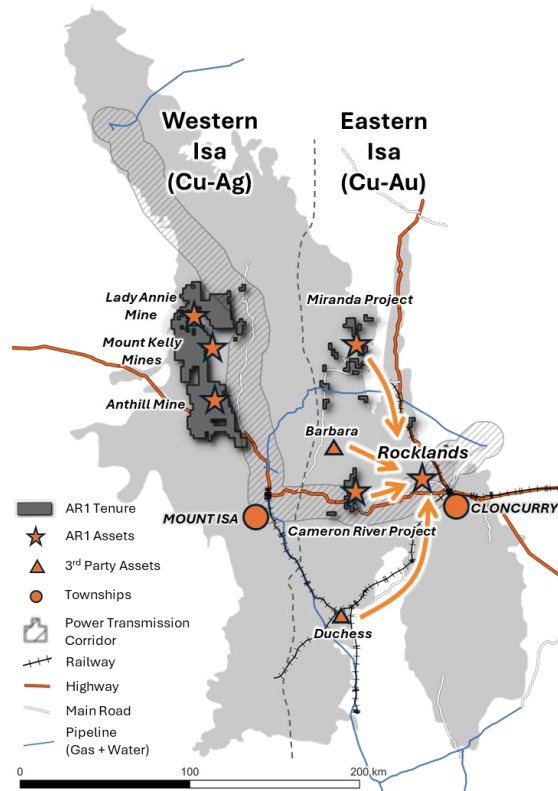 Western
Isa
(Cu-Ag)
Eastern
Isa
(Cu-Au)
Lady Annie
Mine
Mount Kelly
Mines
Anthill Mine
Miranda Project
Barbara
Rocklands
MOUNT ISA
CLONCURRY
Cameron River Project
Duchess
AR1 Tenure
AR1 Assets
3rd Party Assets
Townships
Power Transmission
Corridor
Railway
Highway
Main Road
Pipeline
(Gas + Water)
0 100 200 km